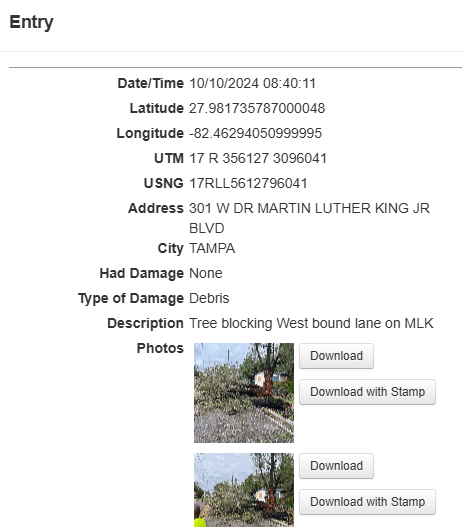 Entry
Date/Time 10/10/2024 08:40:11
Latitude 27.981735787000048
Longitude -82.46294050999995
UTM 17 R 356127 3096041
USNG 17RLL5612796041
Address 301 W DR MARTIN LUTHER KING JR
BLVD
City TAMPA
Had Damage None
Type of Damage Debris
Description Tree blocking West bound lane on MLK
Photos
Download
Download with Stamp
Download
Download with Stamp